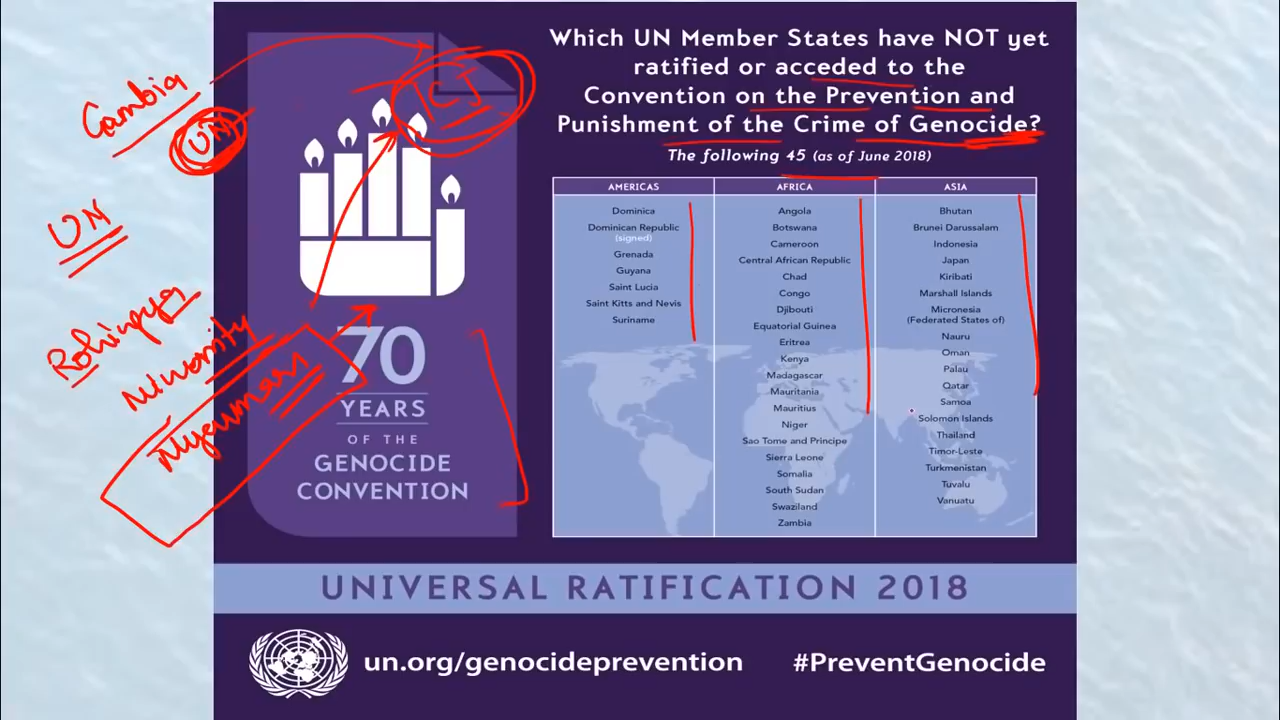 Which UN Member States have NOT yet
ratified or acceded to the
Convention on the Prevention and
Punishment of the Crime of Genocide?
The following 45 (as of June 2018)
Gambia
UN
ICJ
UN
Rohingya
Minority
Myanmar
70
YEARS
OF THE
GENOCIDE
CONVENTION
AMERICAS
Dominica
Dominican Republic
(signed)
Grenada
Guyana
Saint Lucia
Saint Kitts and Nevis
Suriname
AFRICA
Angola
Botswana
Cameroon
Central African Republic
Chad
Congo
Djibouti
Equatorial Guinea
Eritrea
Kenya
Madagascar
Mauritania
Mauritius
Niger
Sao Tome and Principe
Sierra Leone
Somalia
South Sudan
Swaziland
Zambia
ASIA
Bhutan
Brunei Darussalam
Indonesia
Japan
Kiribati
Marshall Islands
Micronesia
(Federated States of)
Nauru
Oman
Palau
Qatar
Samoa
Solomon Islands
Thailand
Timor-Leste
Turkmenistan
Tuvalu
Vanuatu
UNIVERSAL RATIFICATION 2018
un.org/genocideprevention
#PreventGenocide